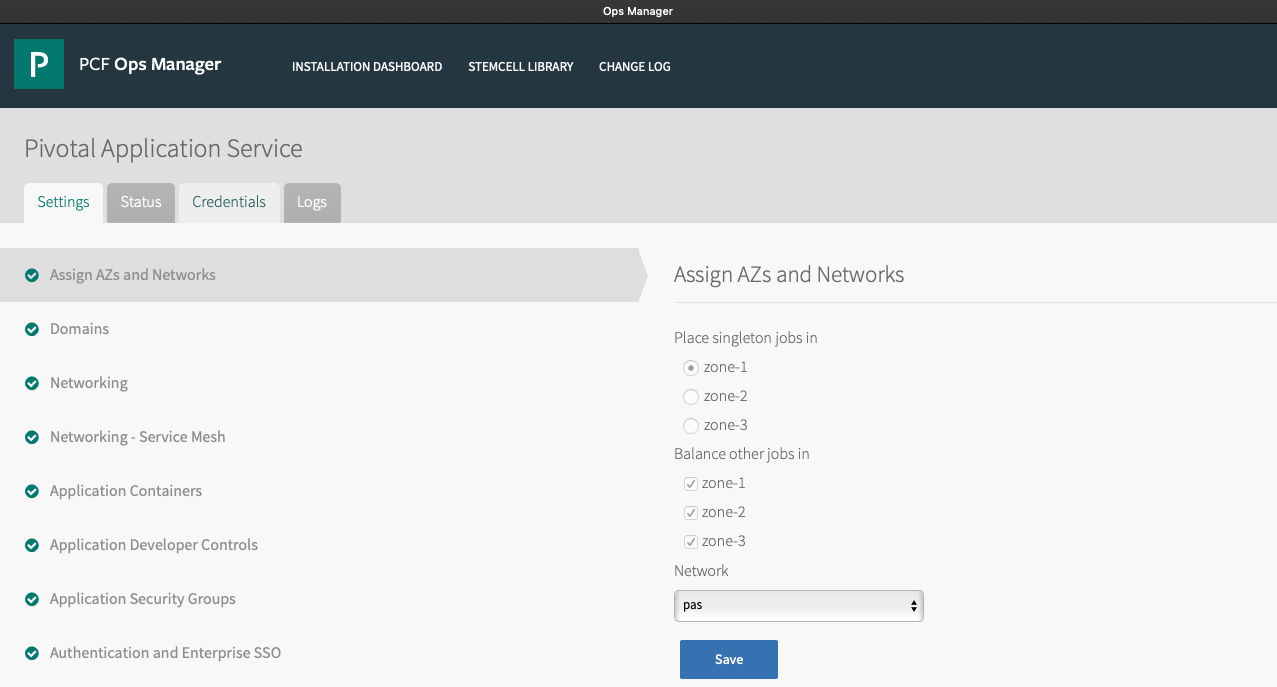 Ops Manager
P PCF Ops Manager INSTALLATION DASHBOARD STEMCELL LIBRARY CHANGE LOG
Pivotal Application Service
Settings Status Credentials Logs
Assign AZs and Networks
Domains
Networking
Networking - Service Mesh
Application Containers
Application Developer Controls
Application Security Groups
Authentication and Enterprise SSO
Assign AZs and Networks
Place singleton jobs in
zone-1
zone-2
zone-3
Balance other jobs in
zone-1
zone-2
zone-3
Network
pas
Save